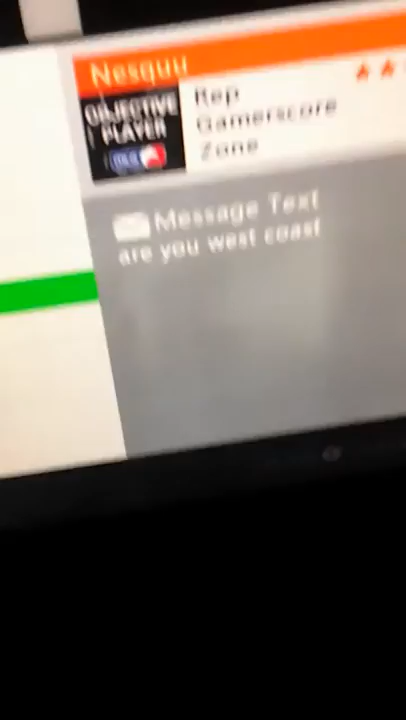 Nesquu
OBJECTIVE
PLAYER
Rep
Gamerscore
Zone
Message Text
are you west coast